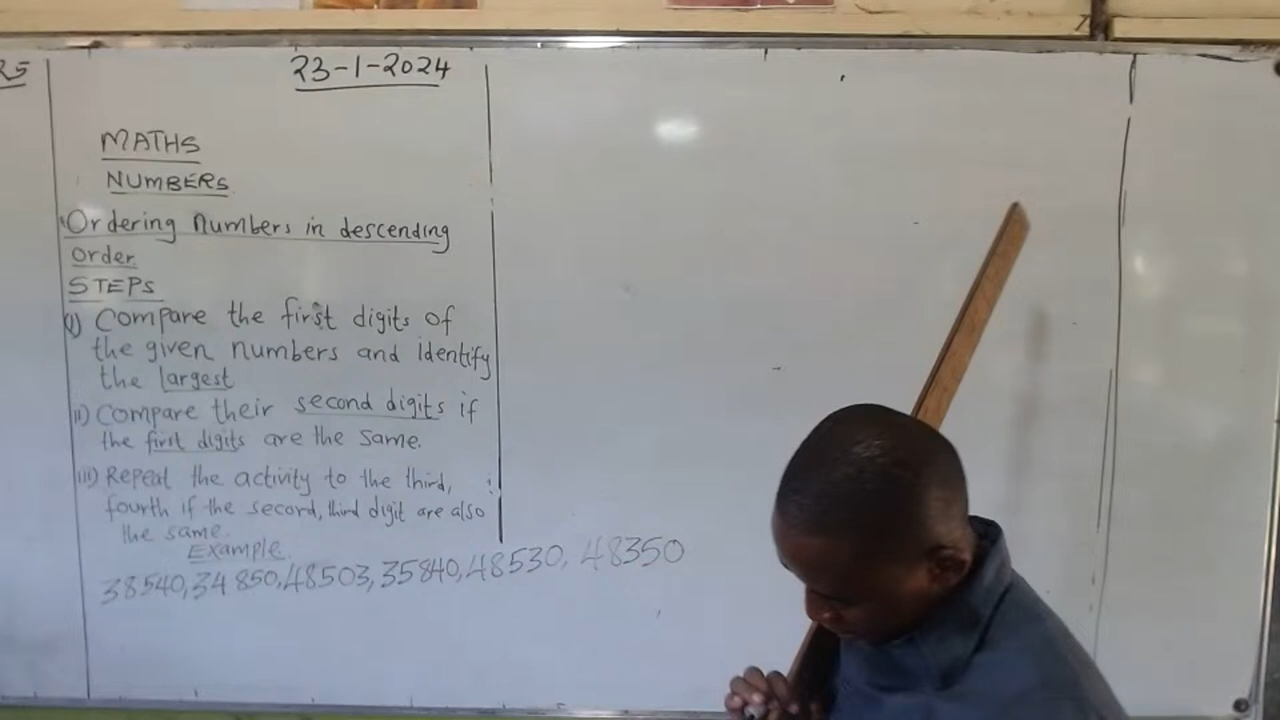 23-1-2024
MATHS
NUMBERS
Ordering numbers in descending
order.
STEPS
(i) Compare the first digits of
the given numbers and identify
the largest
ii) Compare their second digits if
the first digits are the same.
iii) Repeat the activity to the third,
fourth if the second, third digit are also
the same.
Example.
38540, 34850, 48503, 35840, 48530, 48350